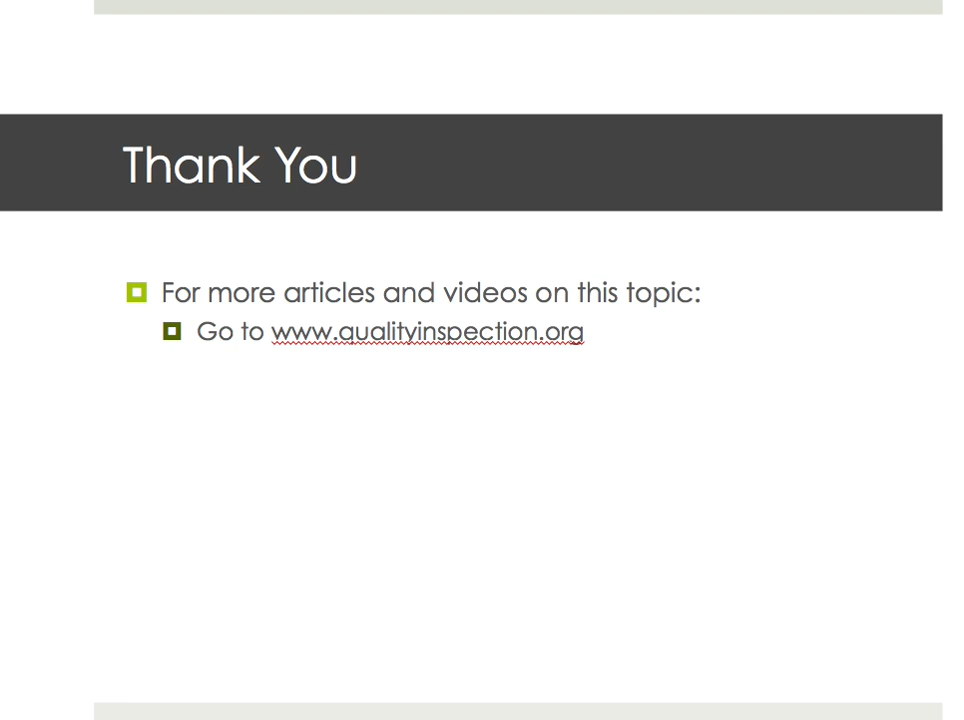 Thank You
For more articles and videos on this topic:
Go to www.qualityinspection.org